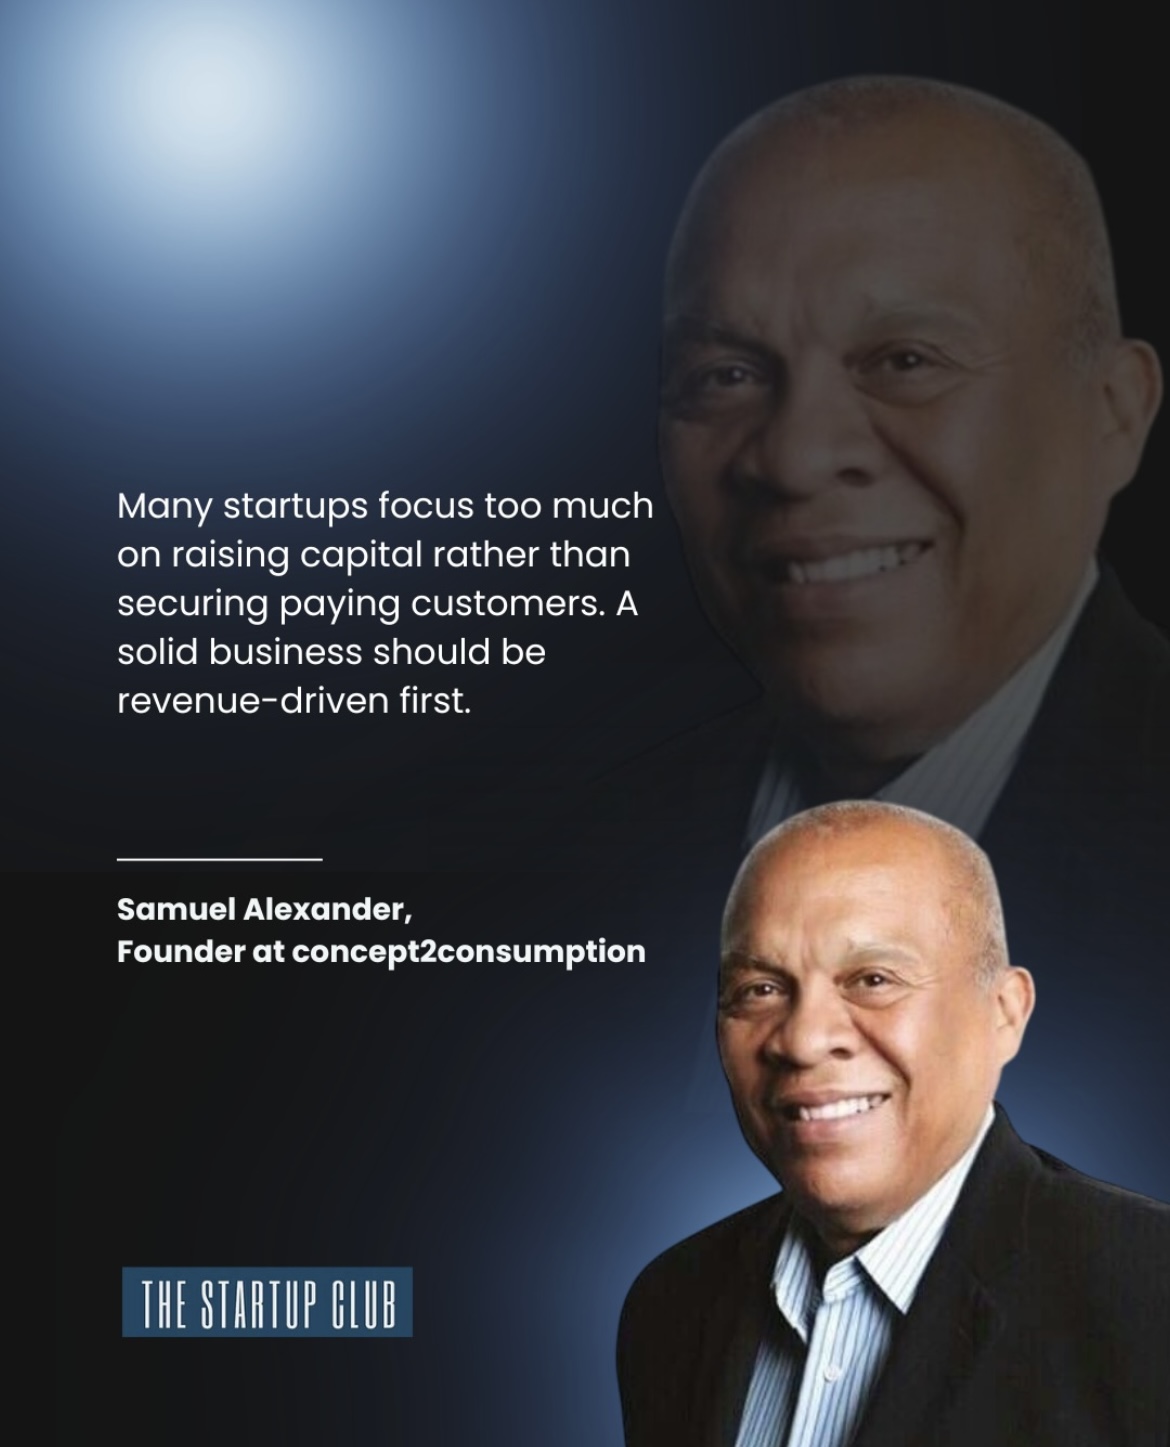 Many startups focus too much
on raising capital rather than
securing paying customers. A
solid business should be
revenue-driven first.
Samuel Alexander,
Founder at concept2consumption
THE STARTUP CLUB